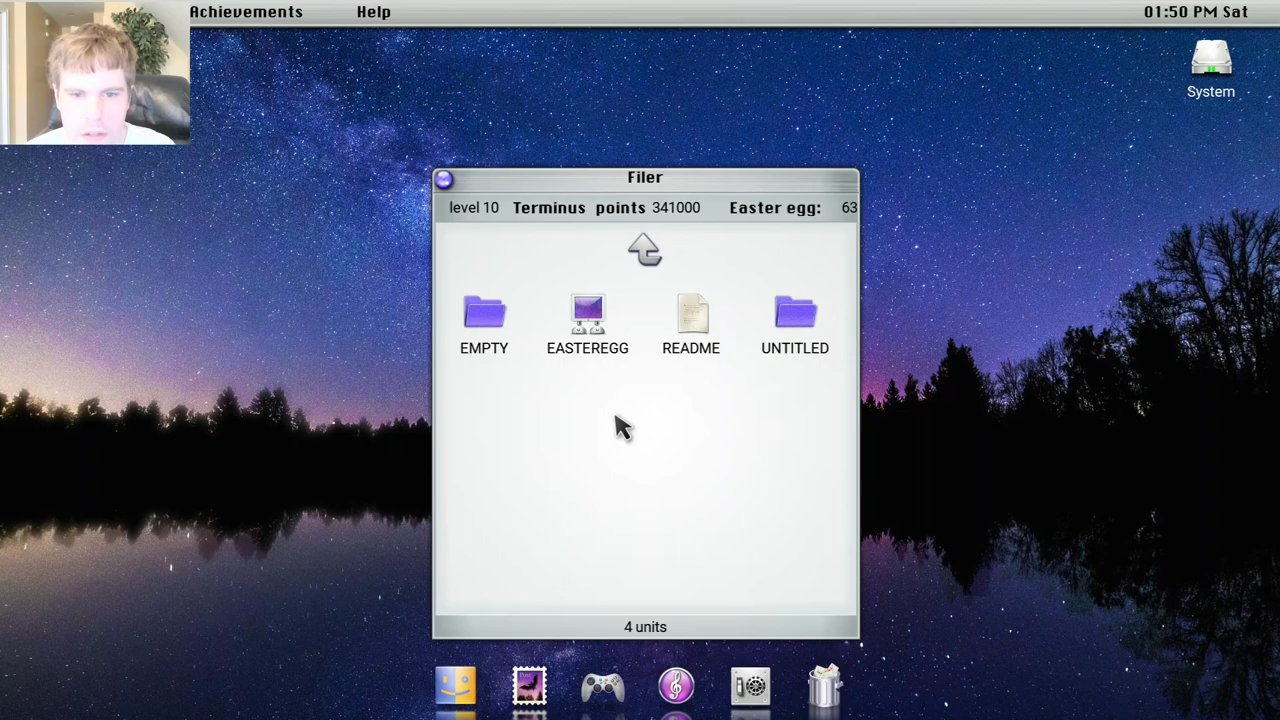 Achievements Help 01:50 PM Sat
System
Filer
level 10 Terminus points 341000 Easter egg: 63
EMPTY EASTEREGG README UNTITLED
4 units